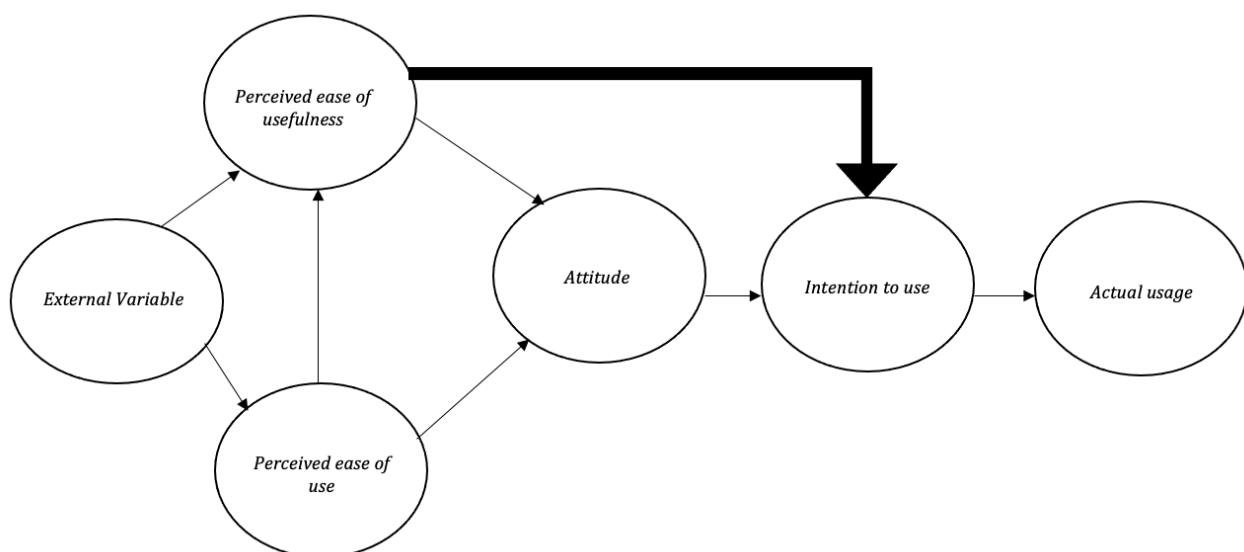 Perceived ease of
usefulness
External Variable
Attitude
Intention to use
Actual usage
Perceived ease of
use